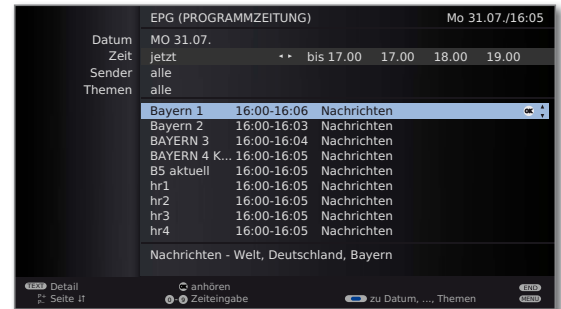 EPG (PROGRAMMZEITUNG) Mo 31.07./16:05
Datum MO 31.07.
Zeit jetzt bis 17.00 17.00 18.00 19.00
Sender alle
Themen alle
Bayern 1 16:00-16:06 Nachrichten OK
Bayern 2 16:00-16:03 Nachrichten
BAYERN 3 16:00-16:04 Nachrichten
BAYERN 4 K... 16:00-16:05 Nachrichten
B5 aktuell 16:00-16:05 Nachrichten
hr1 16:00-16:05 Nachrichten
hr2 16:00-16:05 Nachrichten
hr3 16:00-16:05 Nachrichten
hr4 16:00-16:05 Nachrichten
Nachrichten - Welt, Deutschland, Bayern
TEXT Detail anhören END
P+ P- Seite 0-9 Zeiteingabe zu Datum, ..., Themen MENU